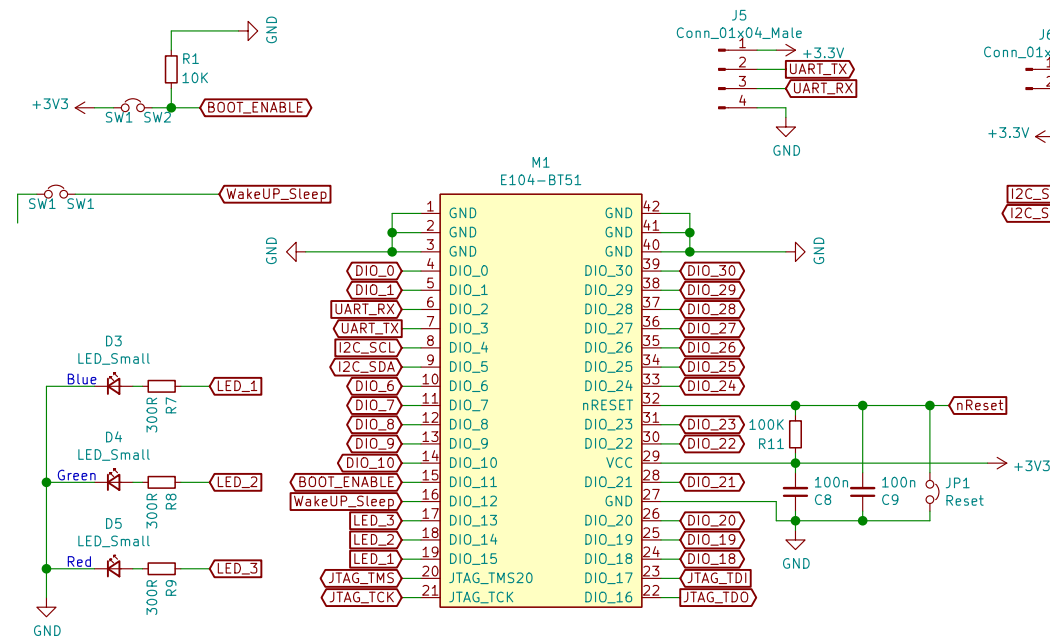 GND
R1
10K
+3V3
SW1 SW2
BOOT_ENABLE
WakeUP_Sleep
SW1 SW1
J5
Conn_01x04_Male
1
+3.3V
2
UART_TX
3
UART_RX
4
GND
+3.3V
M1
E104-BT51
GND
1 GND
2 GND
3 GND
DIO_0 4 DIO_0
DIO_1 5 DIO_1
UART_RX 6 DIO_2
UART_TX 7 DIO_3
I2C_SCL 8 DIO_4
I2C_SDA 9 DIO_5
DIO_6 10 DIO_6
DIO_7 11 DIO_7
DIO_8 12 DIO_8
DIO_9 13 DIO_9
DIO_10 14 DIO_10
BOOT_ENABLE 15 DIO_11
WakeUP_Sleep 16 DIO_12
LED_3 17 DIO_13
LED_2 18 DIO_14
LED_1 19 DIO_15
JTAG_TMS 20 JTAG_TMS20
JTAG_TCK 21 JTAG_TCK
GND 42
GND 41
GND 40
GND
DIO_30 39 DIO_30
DIO_29 38 DIO_29
DIO_28 37 DIO_28
DIO_27 36 DIO_27
DIO_26 35 DIO_26
DIO_25 34 DIO_25
DIO_24 33 DIO_24
nRESET 32 nReset
DIO_23 31 DIO_23
DIO_22 30 DIO_22
VCC 29 +3V3
DIO_21 28 DIO_21
GND 27
DIO_20 26 DIO_20
DIO_19 25 DIO_19
DIO_18 24 DIO_18
DIO_17 23 JTAG_TDI
DIO_16 22 JTAG_TDO
100K
R11
100n
C8
100n
C9
JP1
Reset
GND
D3
LED_Small
Blue
300R
R7
LED_1
D4
LED_Small
Green
300R
R8
LED_2
D5
LED_Small
Red
300R
R9
LED_3
GND